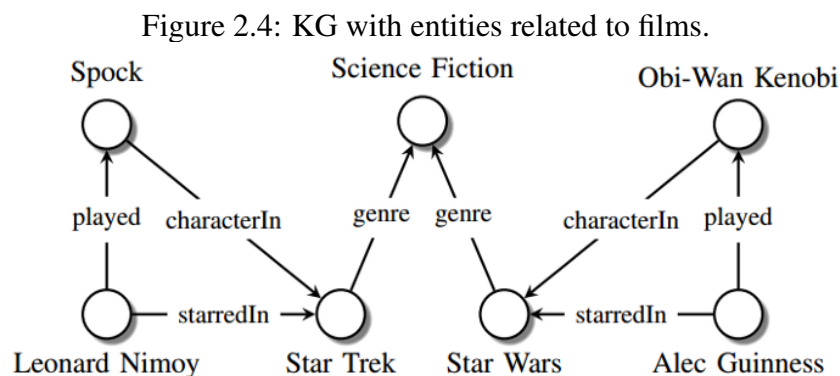 Figure 2.4: KG with entities related to films.
Spock
Science Fiction
Obi-Wan Kenobi
played
characterIn
genre
genre
characterIn
played
starredIn
starredIn
Leonard Nimoy
Star Trek
Star Wars
Alec Guinness